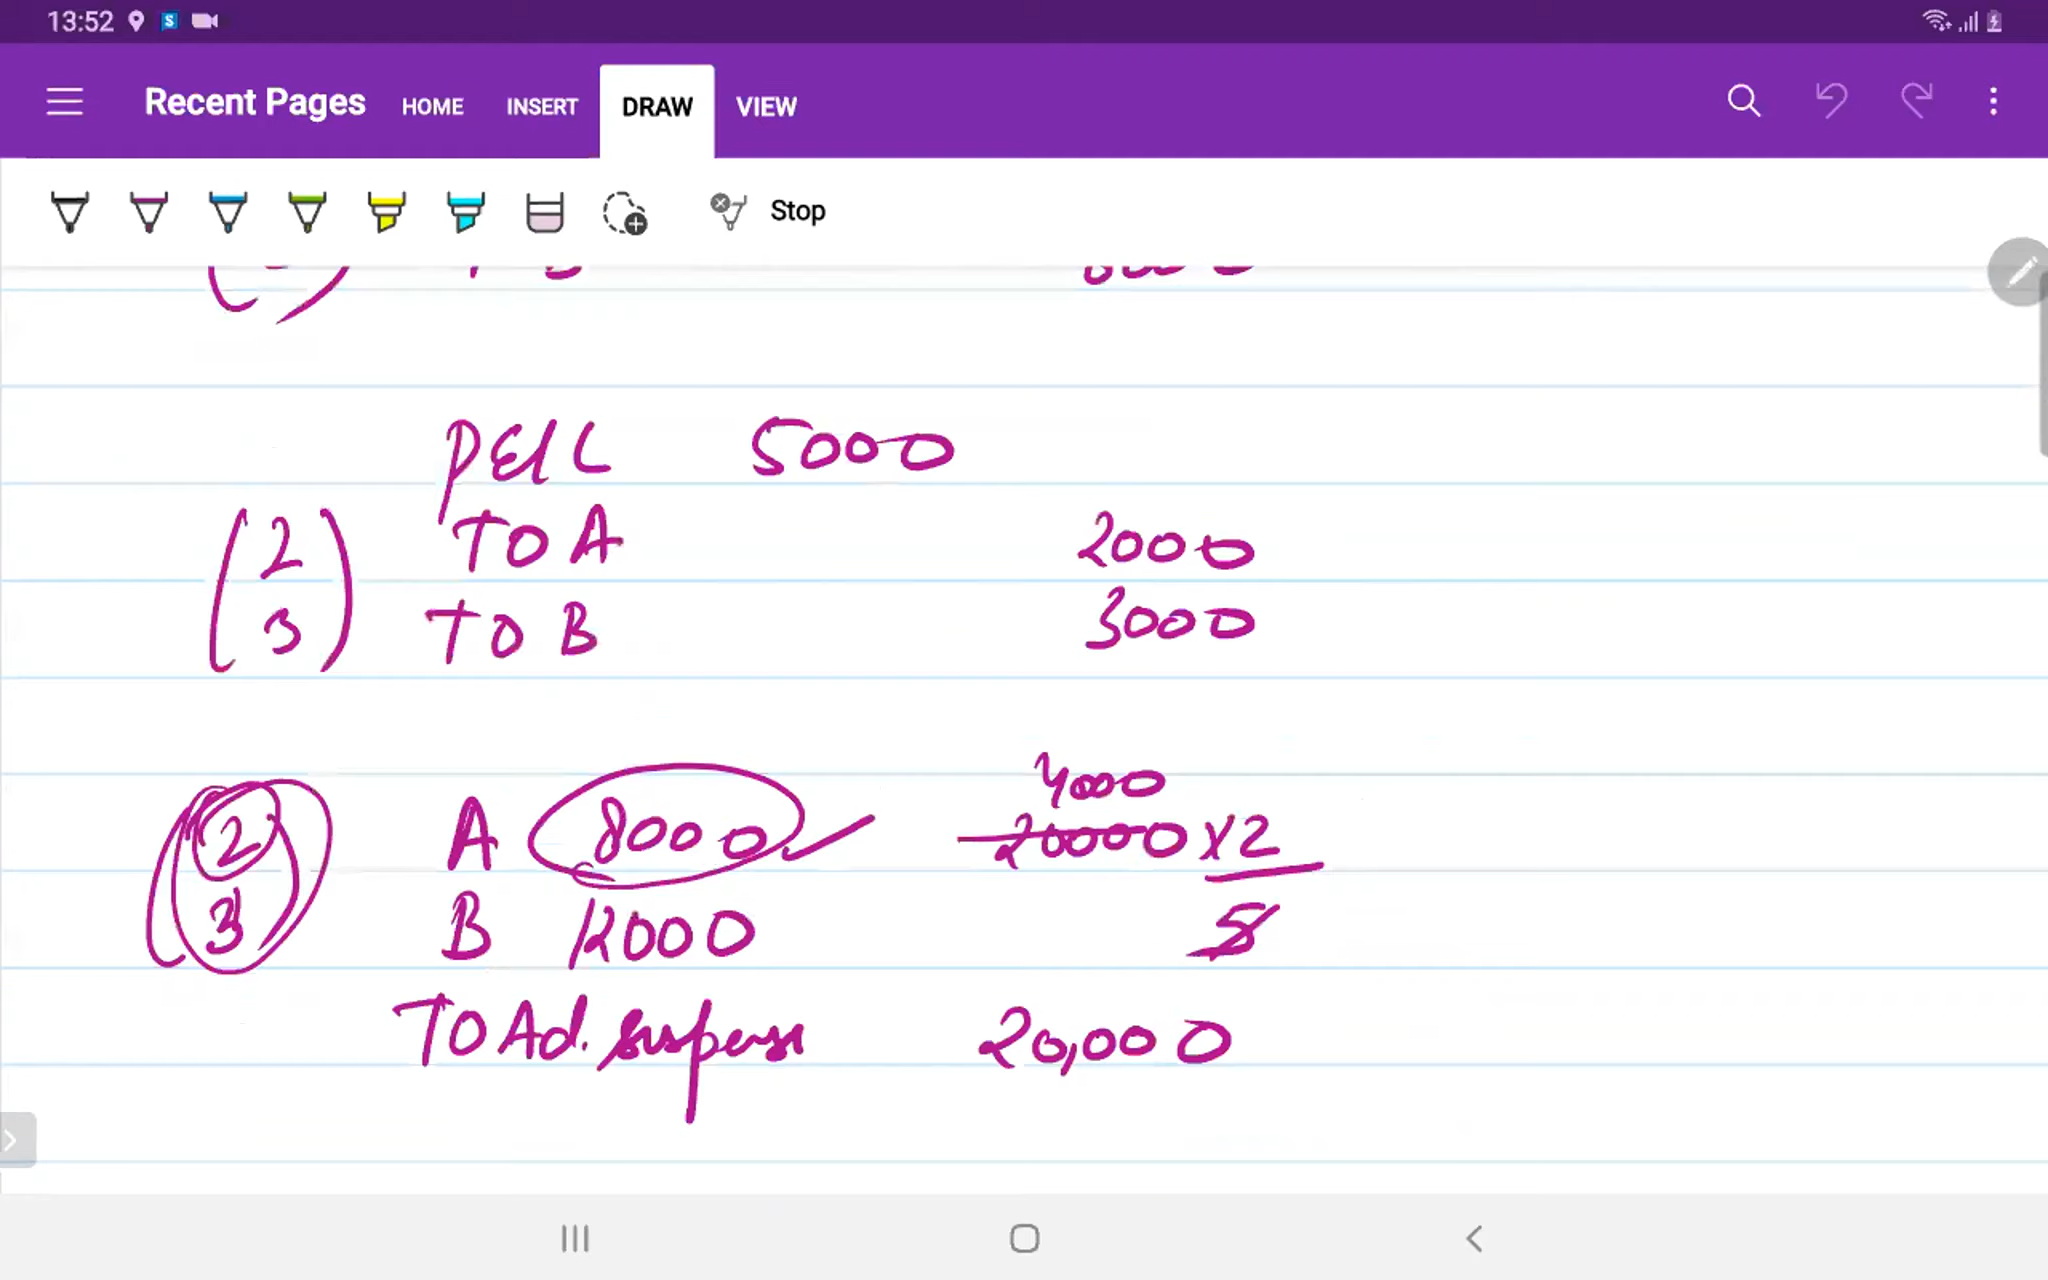 13:52
Recent Pages HOME INSERT DRAW VIEW
Stop
P&L 5000
2 TO A 2000
3 TO B 3000
4000
2 A 8000 20000 x2
3 B 12000 5
TO Ad. suspense 20,000